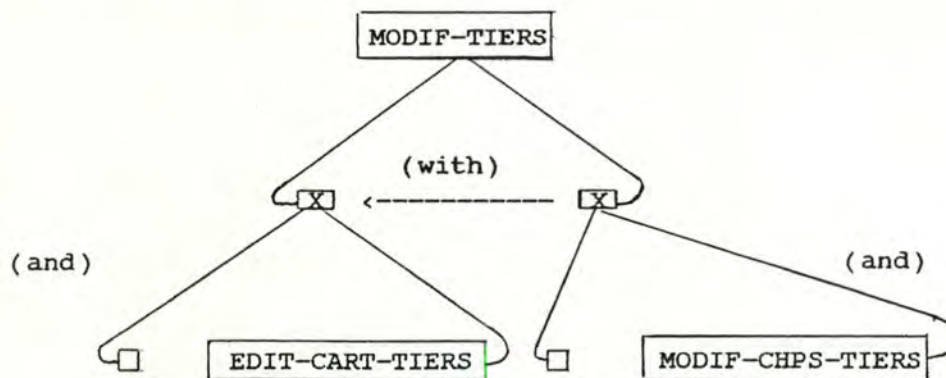 MODIF-TIERS
(with)
X <----------- X
(and) (and)
EDIT-CART-TIERS MODIF-CHPS-TIERS